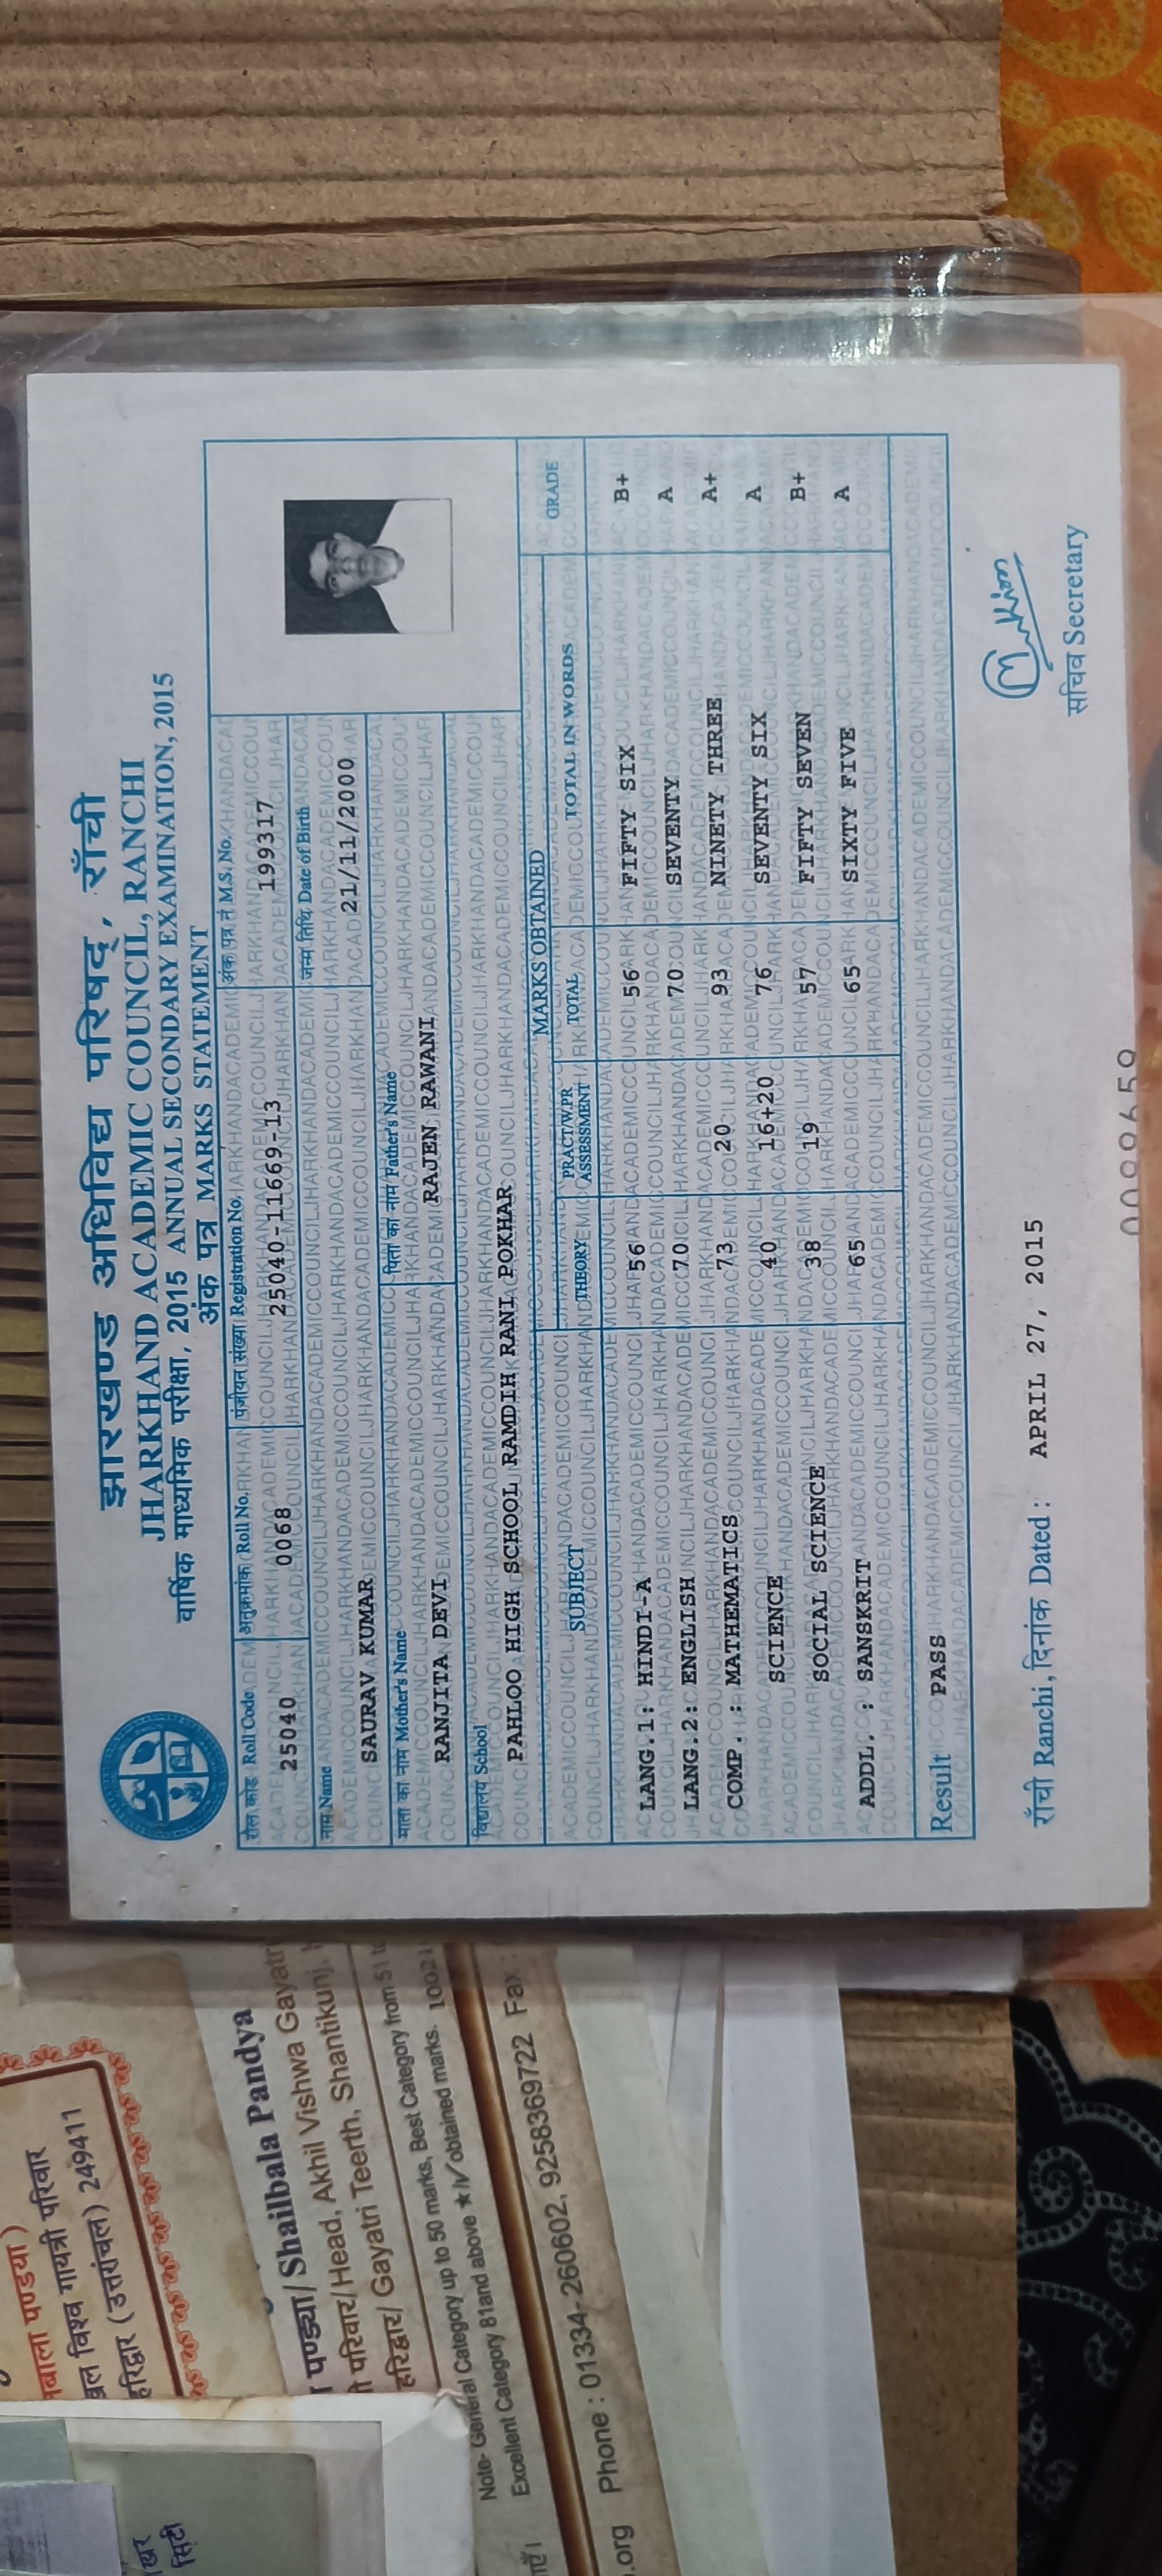 झारखण्ड अधिविद्य परिषद्, राँची
JHARKHAND ACADEMIC COUNCIL, RANCHI
वार्षिक माध्यमिक परीक्षा, 2015 ANNUAL SECONDARY EXAMINATION, 2015
अंक पत्र MARKS STATEMENT
रोल कोड Roll Code अनुक्रमांक Roll No. पंजीयन संख्या Registration No. अंक पत्र नं M.S. No.
25040 0068 25040-11669-13 199317
नाम Name जन्म तिथि Date of Birth
SAURAV KUMAR 21/11/2000
माता का नाम Mother's Name पिता का नाम Father's Name
RANJITA DEVI RAJEN RAWANI
विद्यालय School
PAHLOO HIGH SCHOOL RAMDIH RANI POKHAR
MARKS OBTAINED
SUBJECT THEORY PRACT/W.PR ASSESSMENT TOTAL TOTAL IN WORDS GRADE
LANG.1: HINDI-A 56 56 FIFTY SIX B+
LANG.2: ENGLISH 70 70 SEVENTY A
COMP. : MATHEMATICS 73 20 93 NINETY THREE A+
SCIENCE 40 16+20 76 SEVENTY SIX A
SOCIAL SCIENCE 38 19 57 FIFTY SEVEN B+
ADDL. : SANSKRIT 65 65 SIXTY FIVE A
Result PASS
राँची Ranchi, दिनांक Dated : APRIL 27, 2015
सचिव Secretary
बाला पण्डया )
विश्व गायत्री परिवार
हरिद्वार (उत्तरांचल) 249411
पण्ड्या/ Shailbala Pandya
परिवार/ Head, Akhil Vishwa Gayatri
हरिद्वार/ Gayatri Teerth, Shantikunj,
Note- General Category up to 50 marks, Best Category from 51 to
Excellent Category 81 and above ★/√ obtained marks.
Phone : 01334-260602, 9258369722 Fax :
.org
सिटी